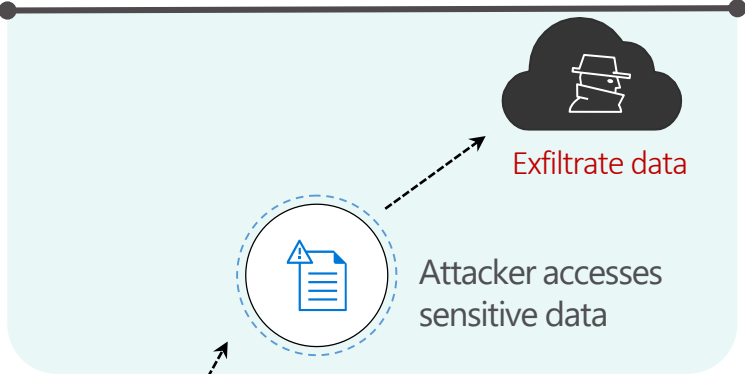 Exfiltrate data
Attacker accesses
sensitive data